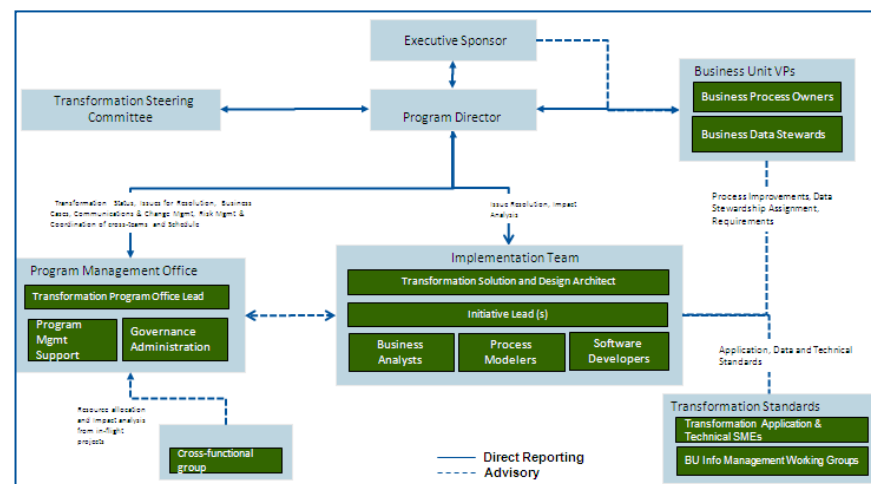 Executive Sponsor
Business Unit VPs
Business Process Owners
Business Data Stewards
Transformation Steering
Committee
Program Director
Transformation Status, Issues for Resolution, Business
Cases, Communications & Change Mgmt, Risk Mgmt &
Coordination of cross-teams and Schedule
Issue Resolution, Impact
Analysis
Process Improvements, Data
Stewardship Assignment,
Requirements
Program Management Office
Transformation Program Office Lead
Program
Mgmt
Support
Governance
Administration
Implementation Team
Transformation Solution and Design Architect
Initiative Lead (s)
Business
Analysts
Process
Modelers
Software
Developers
Application, Data and Technical
Standards
Resource allocation
and impact analysis
from in-flight
projects
Cross-functional
group
Transformation Standards
Transformation Application &
Technical SMEs
BU Info Management Working Groups
Direct Reporting
Advisory